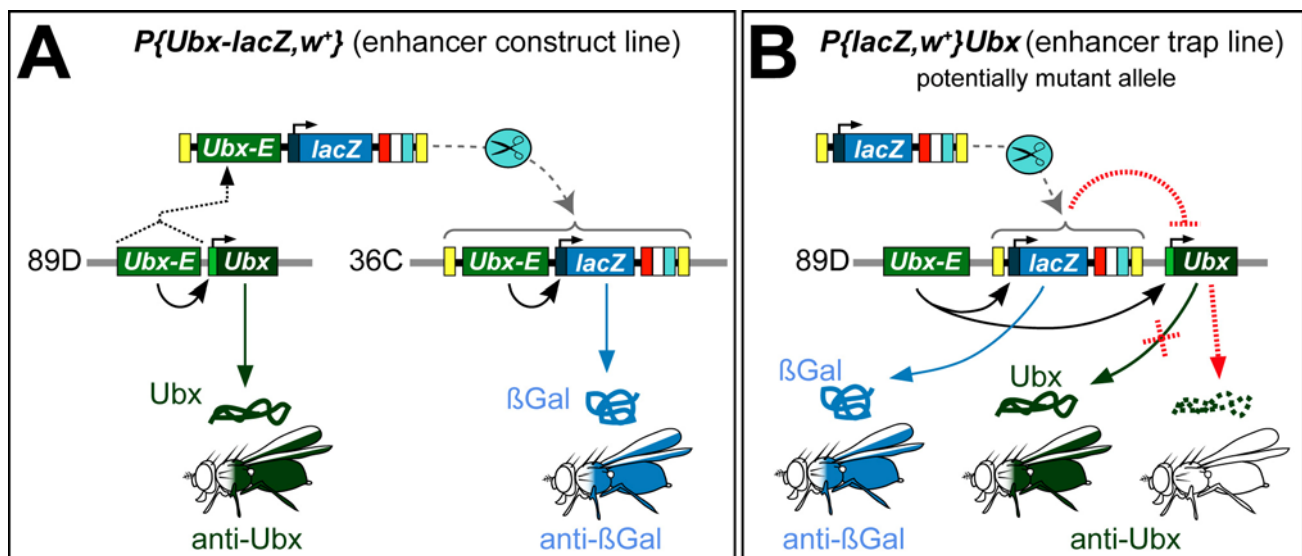 A
P{Ubx-lacZ,w⁺} (enhancer construct line)
Ubx-E lacZ
89D Ubx-E Ubx
36C Ubx-E lacZ
Ubx
ßGal
anti-Ubx
anti-ßGal
B
P{lacZ,w⁺}Ubx (enhancer trap line)
potentially mutant allele
lacZ
89D Ubx-E lacZ Ubx
ßGal
Ubx
anti-ßGal
anti-Ubx